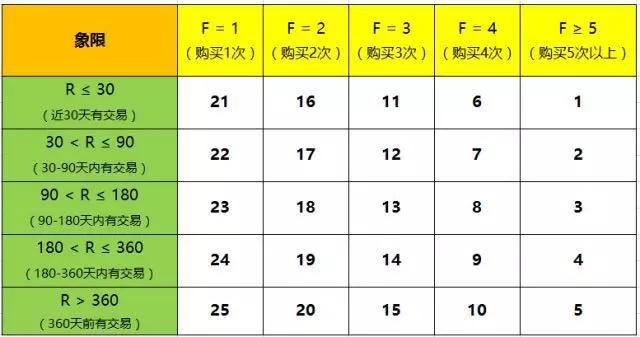 象限
F = 1
F = 2
F = 3
F = 4
F ≥ 5
（购买1次）
（购买2次）
（购买3次）
（购买4次）
（购买5次以上）
R ≤ 30
（近30天有交易）
21
16
11
6
1
30 < R ≤ 90
（30-90天内有交易）
22
17
12
7
2
90 < R ≤ 180
（90-180天内有交易）
23
18
13
8
3
180 < R ≤ 360
（180-360天内有交易）
24
19
14
9
4
R > 360
（360天前有交易）
25
20
15
10
5